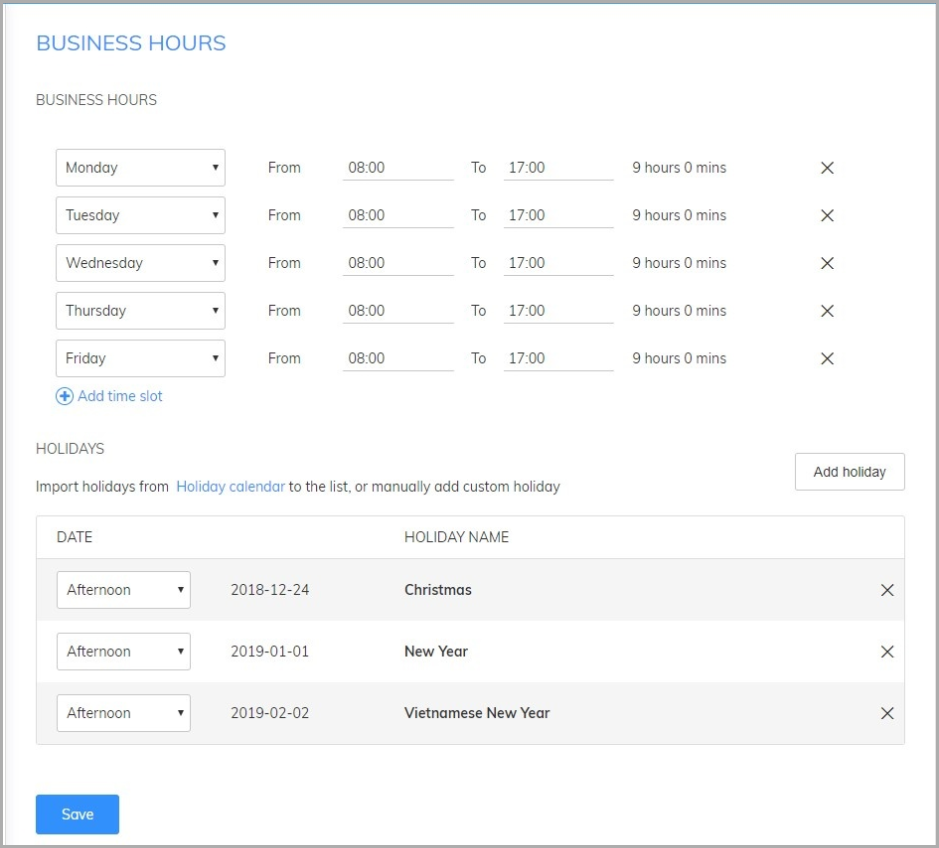 BUSINESS HOURS
BUSINESS HOURS
Monday From 08:00 To 17:00 9 hours 0 mins
Tuesday From 08:00 To 17:00 9 hours 0 mins
Wednesday From 08:00 To 17:00 9 hours 0 mins
Thursday From 08:00 To 17:00 9 hours 0 mins
Friday From 08:00 To 17:00 9 hours 0 mins
Add time slot
HOLIDAYS
Add holiday
Import holidays from Holiday calendar to the list, or manually add custom holiday
DATE HOLIDAY NAME
Afternoon 2018-12-24 Christmas
Afternoon 2019-01-01 New Year
Afternoon 2019-02-02 Vietnamese New Year
Save